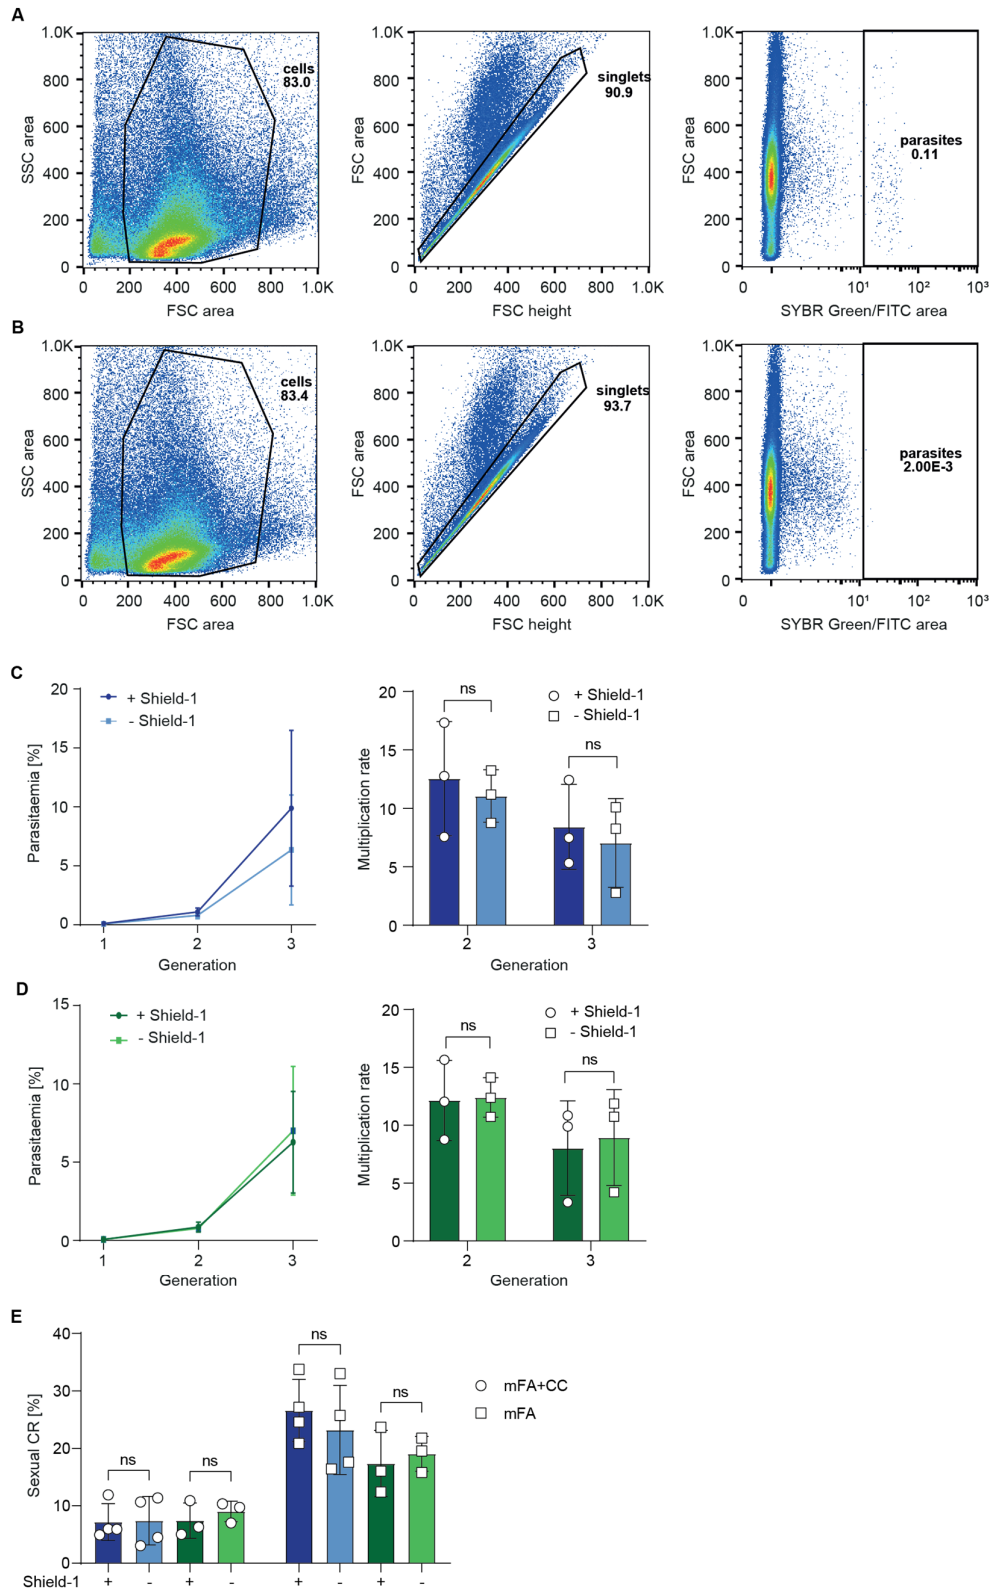 A
1.0K
800
600
400
200
0
SSC area
cells
83.0
0 200 400 600 800 1.0K
FSC area
1.0K
800
600
400
200
0
FSC area
singlets
90.9
0 200 400 600 800 1.0K
FSC height
1.0K
800
600
400
200
0
FSC area
parasites
0.11
0 10¹ 10² 10³
SYBR Green/FITC area
B
1.0K
800
600
400
200
0
SSC area
cells
83.4
0 200 400 600 800 1.0K
FSC area
1.0K
800
600
400
200
0
FSC area
singlets
93.7
0 200 400 600 800 1.0K
FSC height
1.0K
800
600
400
200
0
FSC area
parasites
2.00E-3
0 10¹ 10² 10³
SYBR Green/FITC area
C
20
15
10
5
0
Parasitaemia [%]
+ Shield-1
- Shield-1
1 2 3
Generation
20
15
10
5
0
Multiplication rate
ns
ns
+ Shield-1
- Shield-1
2 3
Generation
D
15
10
5
0
Parasitaemia [%]
+ Shield-1
- Shield-1
1 2 3
Generation
20
15
10
5
0
Multiplication rate
ns
ns
+ Shield-1
- Shield-1
2 3
Generation
E
40
30
20
10
0
Sexual CR [%]
ns
ns
ns
ns
mFA+CC
mFA
Shield-1 + - + - + - + -